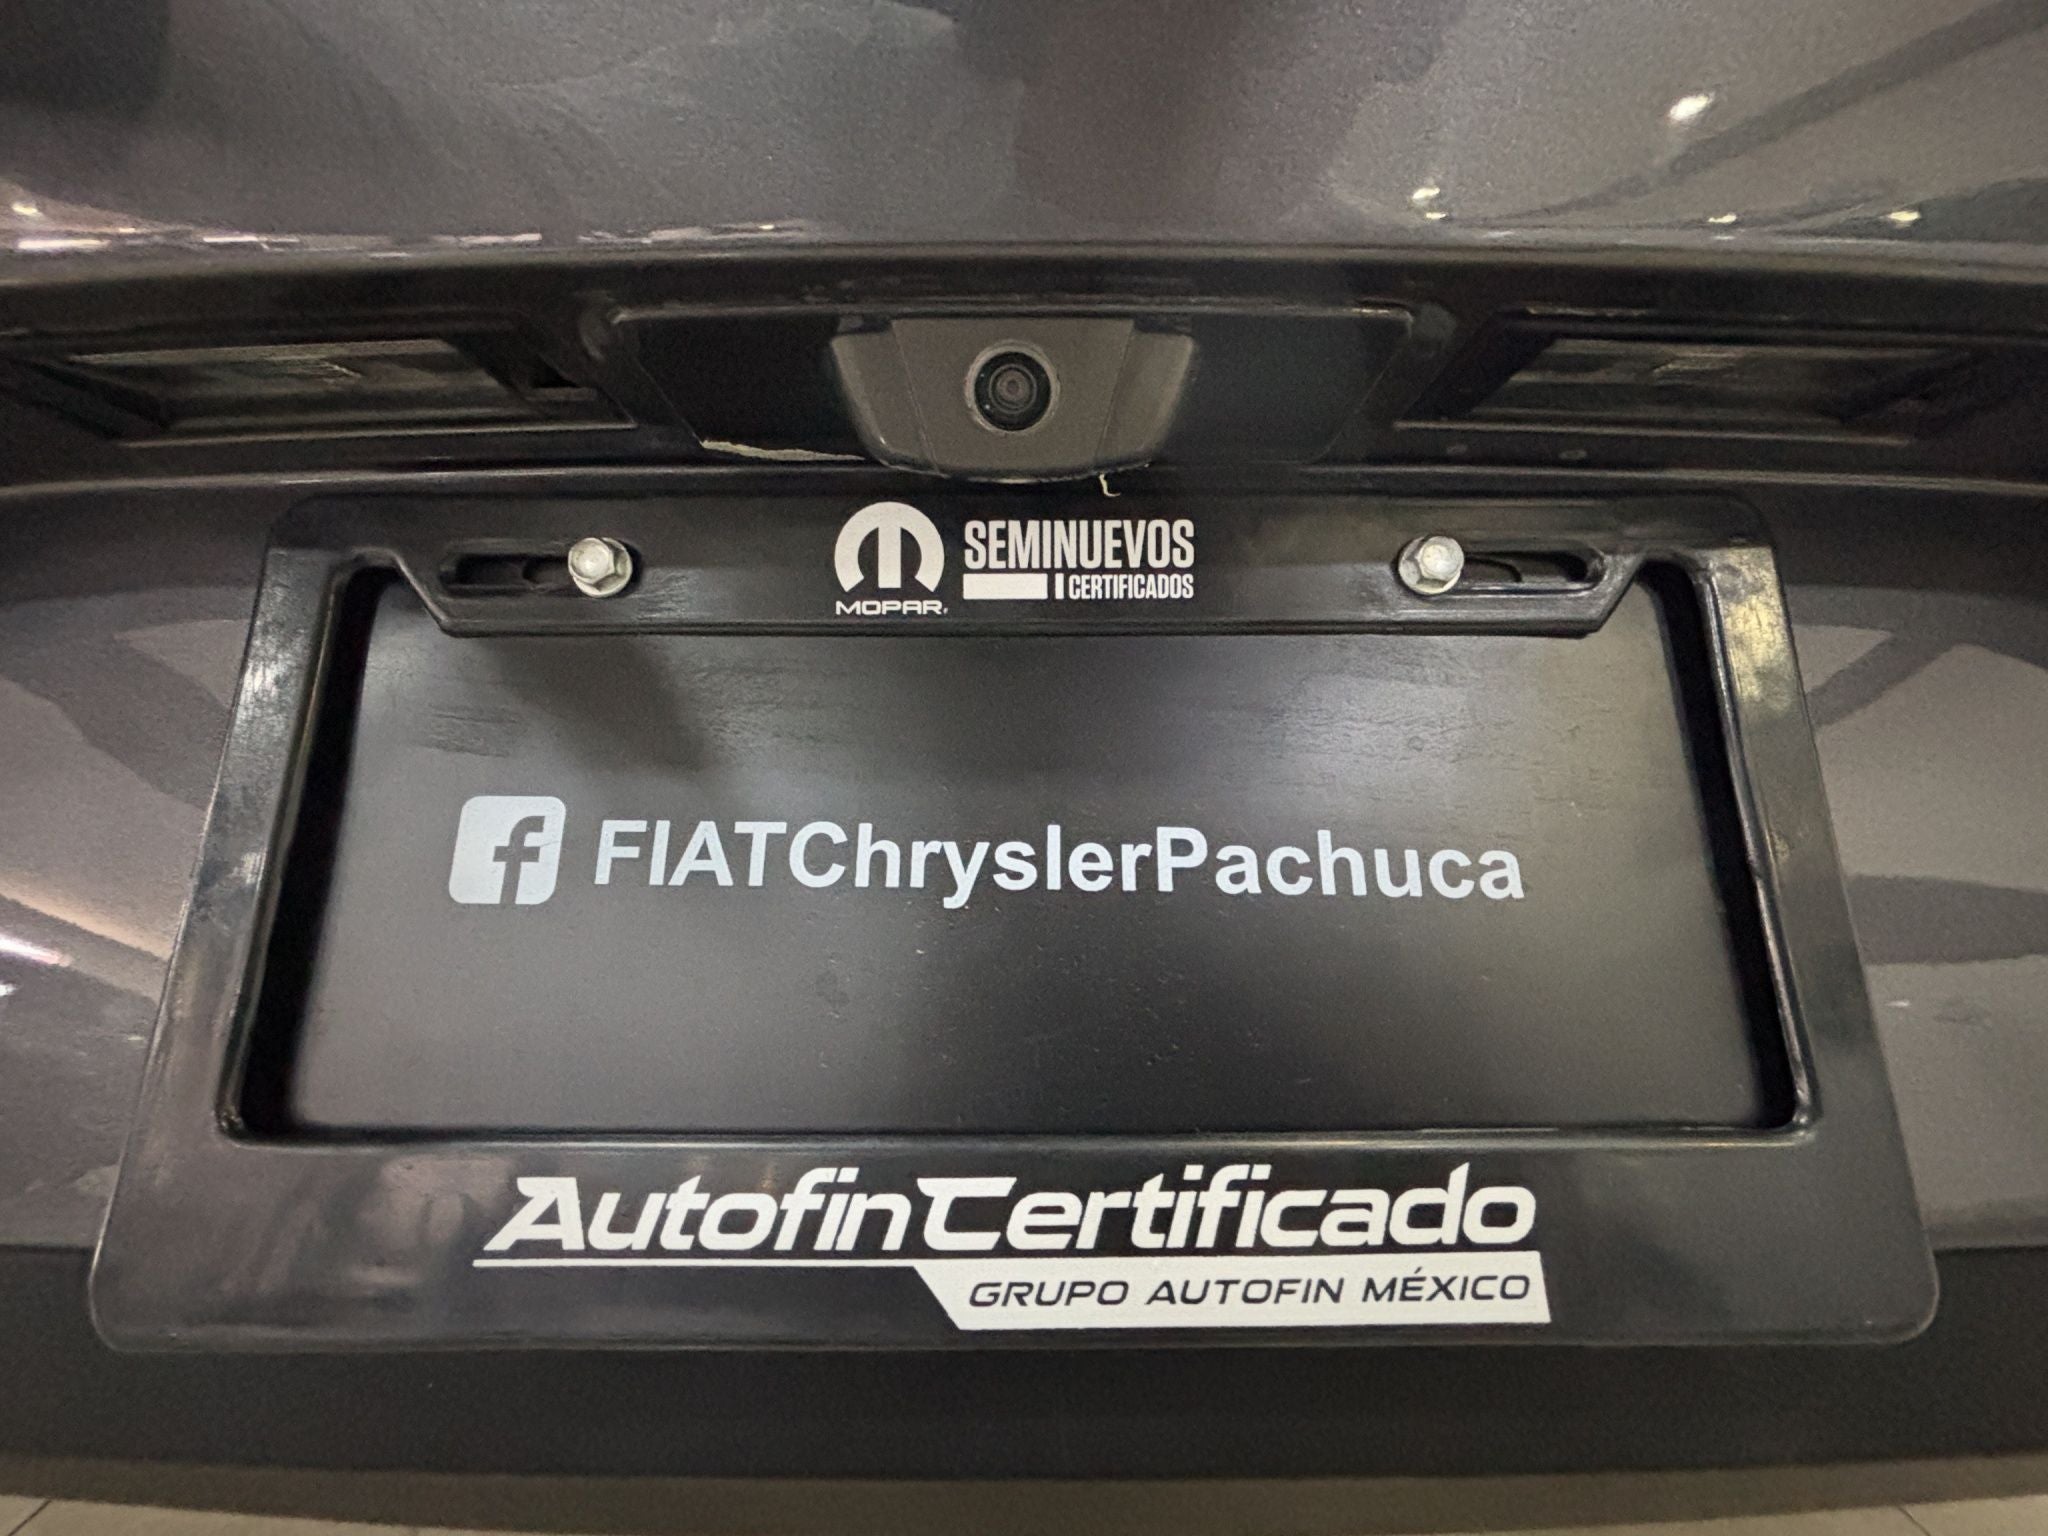 MOPAR
SEMINUEVOS
CERTIFICADOS
f FIATChryslerPachuca
AutofinCertificado
GRUPO AUTOFIN MÉXICO